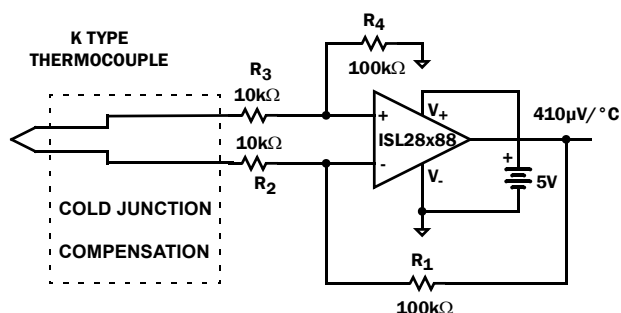 K TYPE
THERMOCOUPLE
R4
100kΩ
R3
10kΩ
10kΩ
R2
+
-
ISL28x88
V+
V-
410µV/°C
+
5V
COLD JUNCTION
COMPENSATION
R1
100kΩ